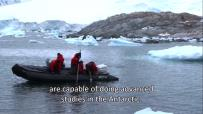 are capable of doing advanced
studies in the Antarctic.